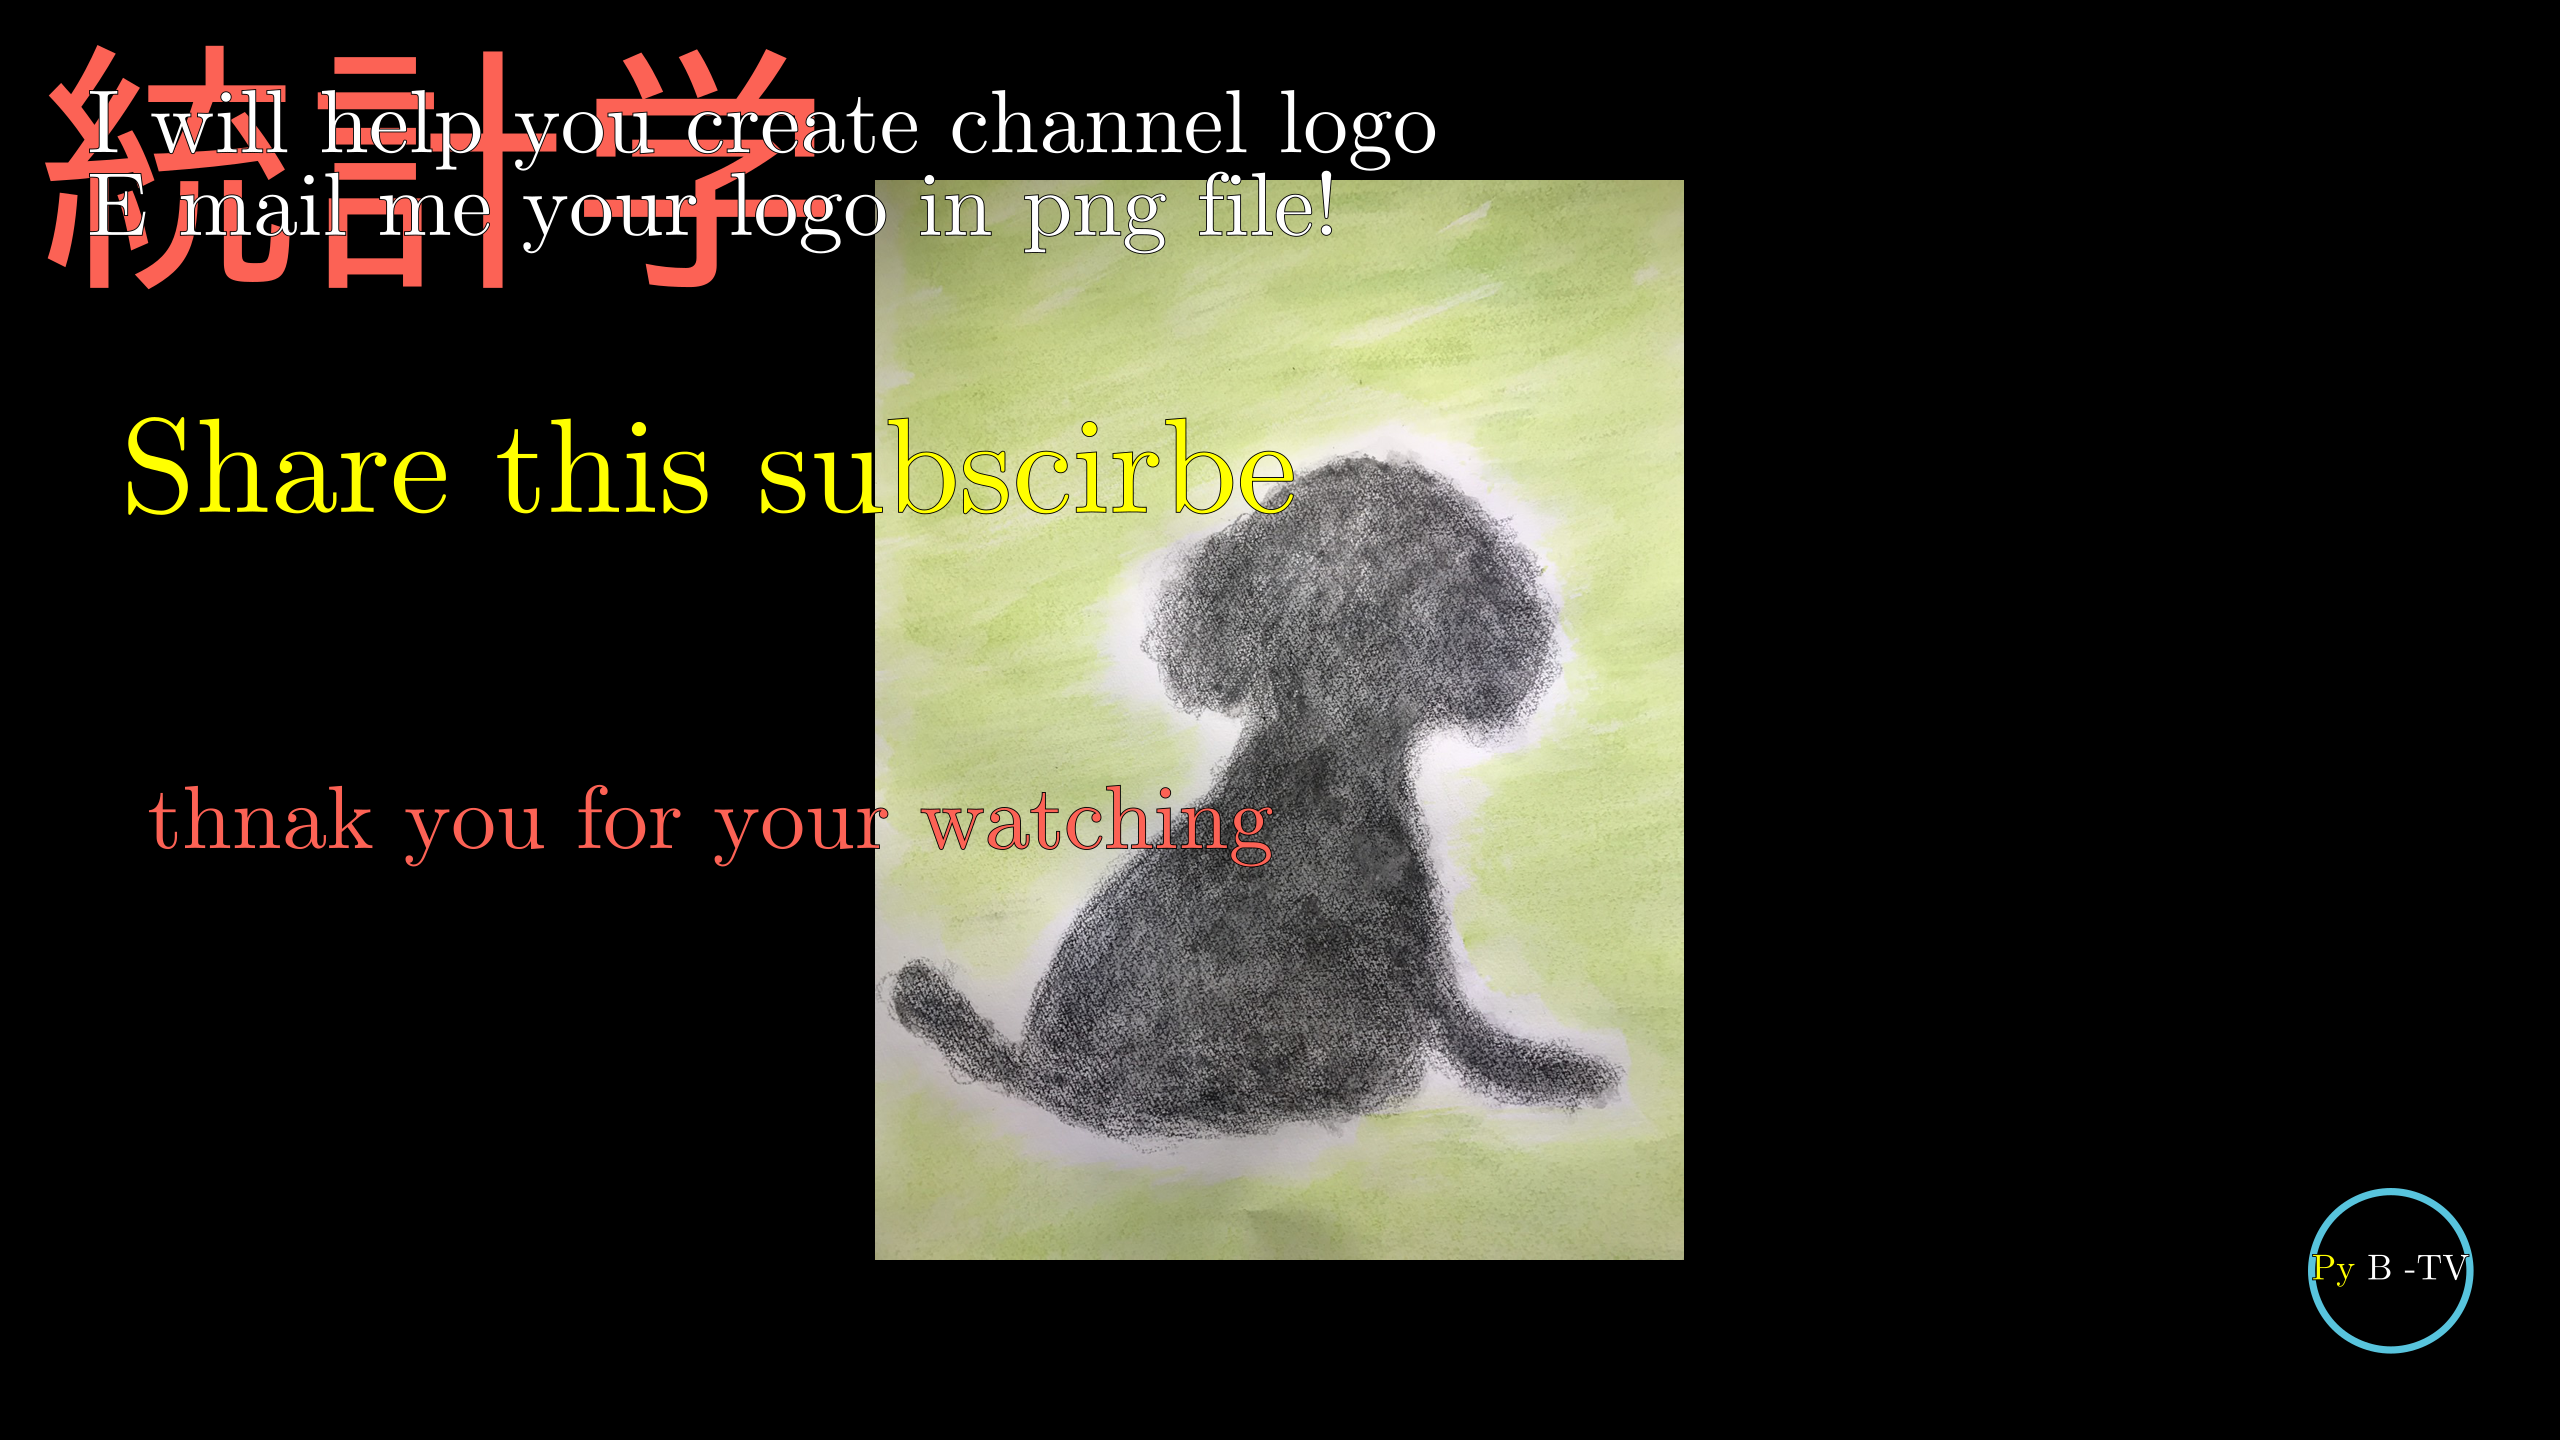 統計学
I will help you create channel logo
E mail me your logo in png file!
Share this subscirbe
thnak you for your watching
Py B -TV